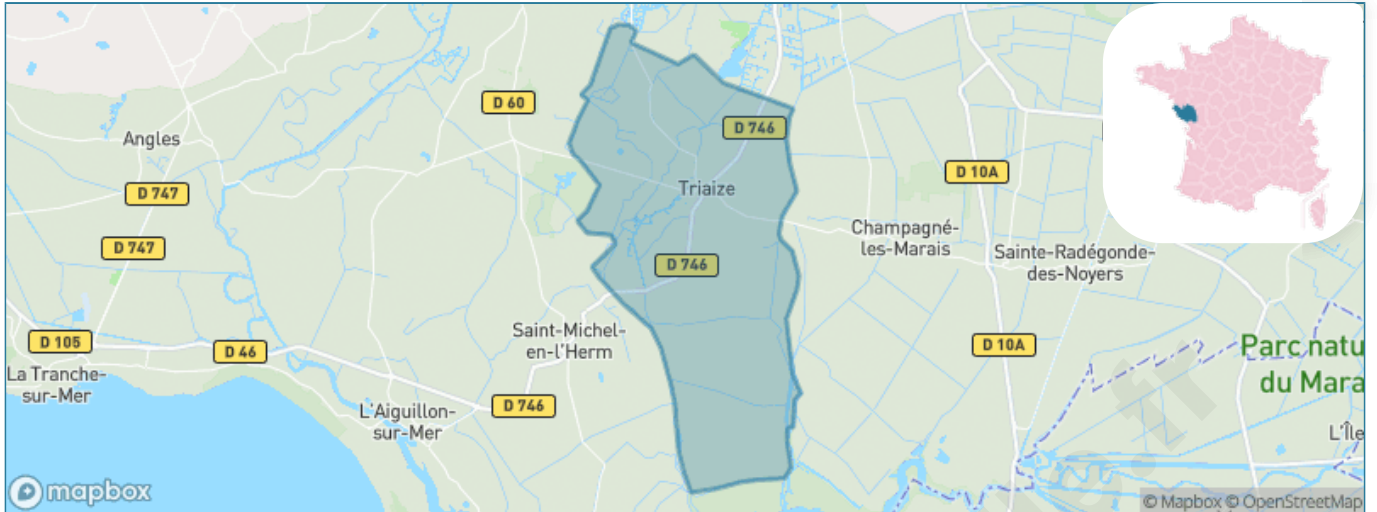 D 60
D 746
Angles
D 10A
Triaize
D 747
Champagné-
les-Marais
D 747
Sainte-Radégonde-
des-Noyers
D 746
Saint-Michel-
en-l'Herm
D 105
D 46
D 10A
Parc natu
du Mara
La Tranche-
sur-Mer
L'Aiguillon-
sur-Mer
D 746
L'Île
mapbox
© Mapbox © OpenStreetMap